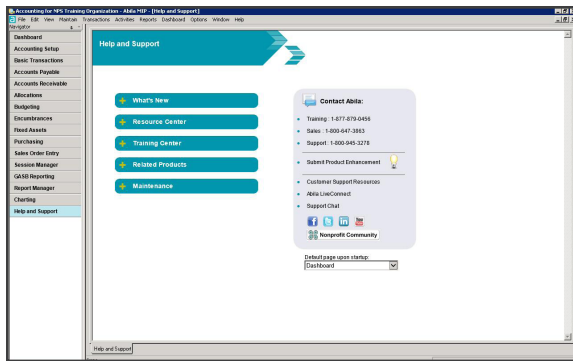 Accounting for NPS Training Organization - Abila MIP - [Help and Support]
File Edit View Maintain Transactions Activities Reports Dashboard Options Window Help
Navigator
Dashboard
Accounting Setup
Basic Transactions
Accounts Payable
Accounts Receivable
Allocations
Budgeting
Encumbrances
Fixed Assets
Purchasing
Sales Order Entry
Session Manager
GASB Reporting
Report Manager
Charting
Help and Support
Help and Support
What's New
Resource Center
Training Center
Related Products
Maintenance
Contact Abila:
Training : 1-877-879-0456
Sales : 1-800-647-3863
Support : 1-800-945-3278
Submit Product Enhancement
Customer Support Resources
Abila LiveConnect
Support Chat
Nonprofit Community
Default page upon startup:
Dashboard
Help and Support